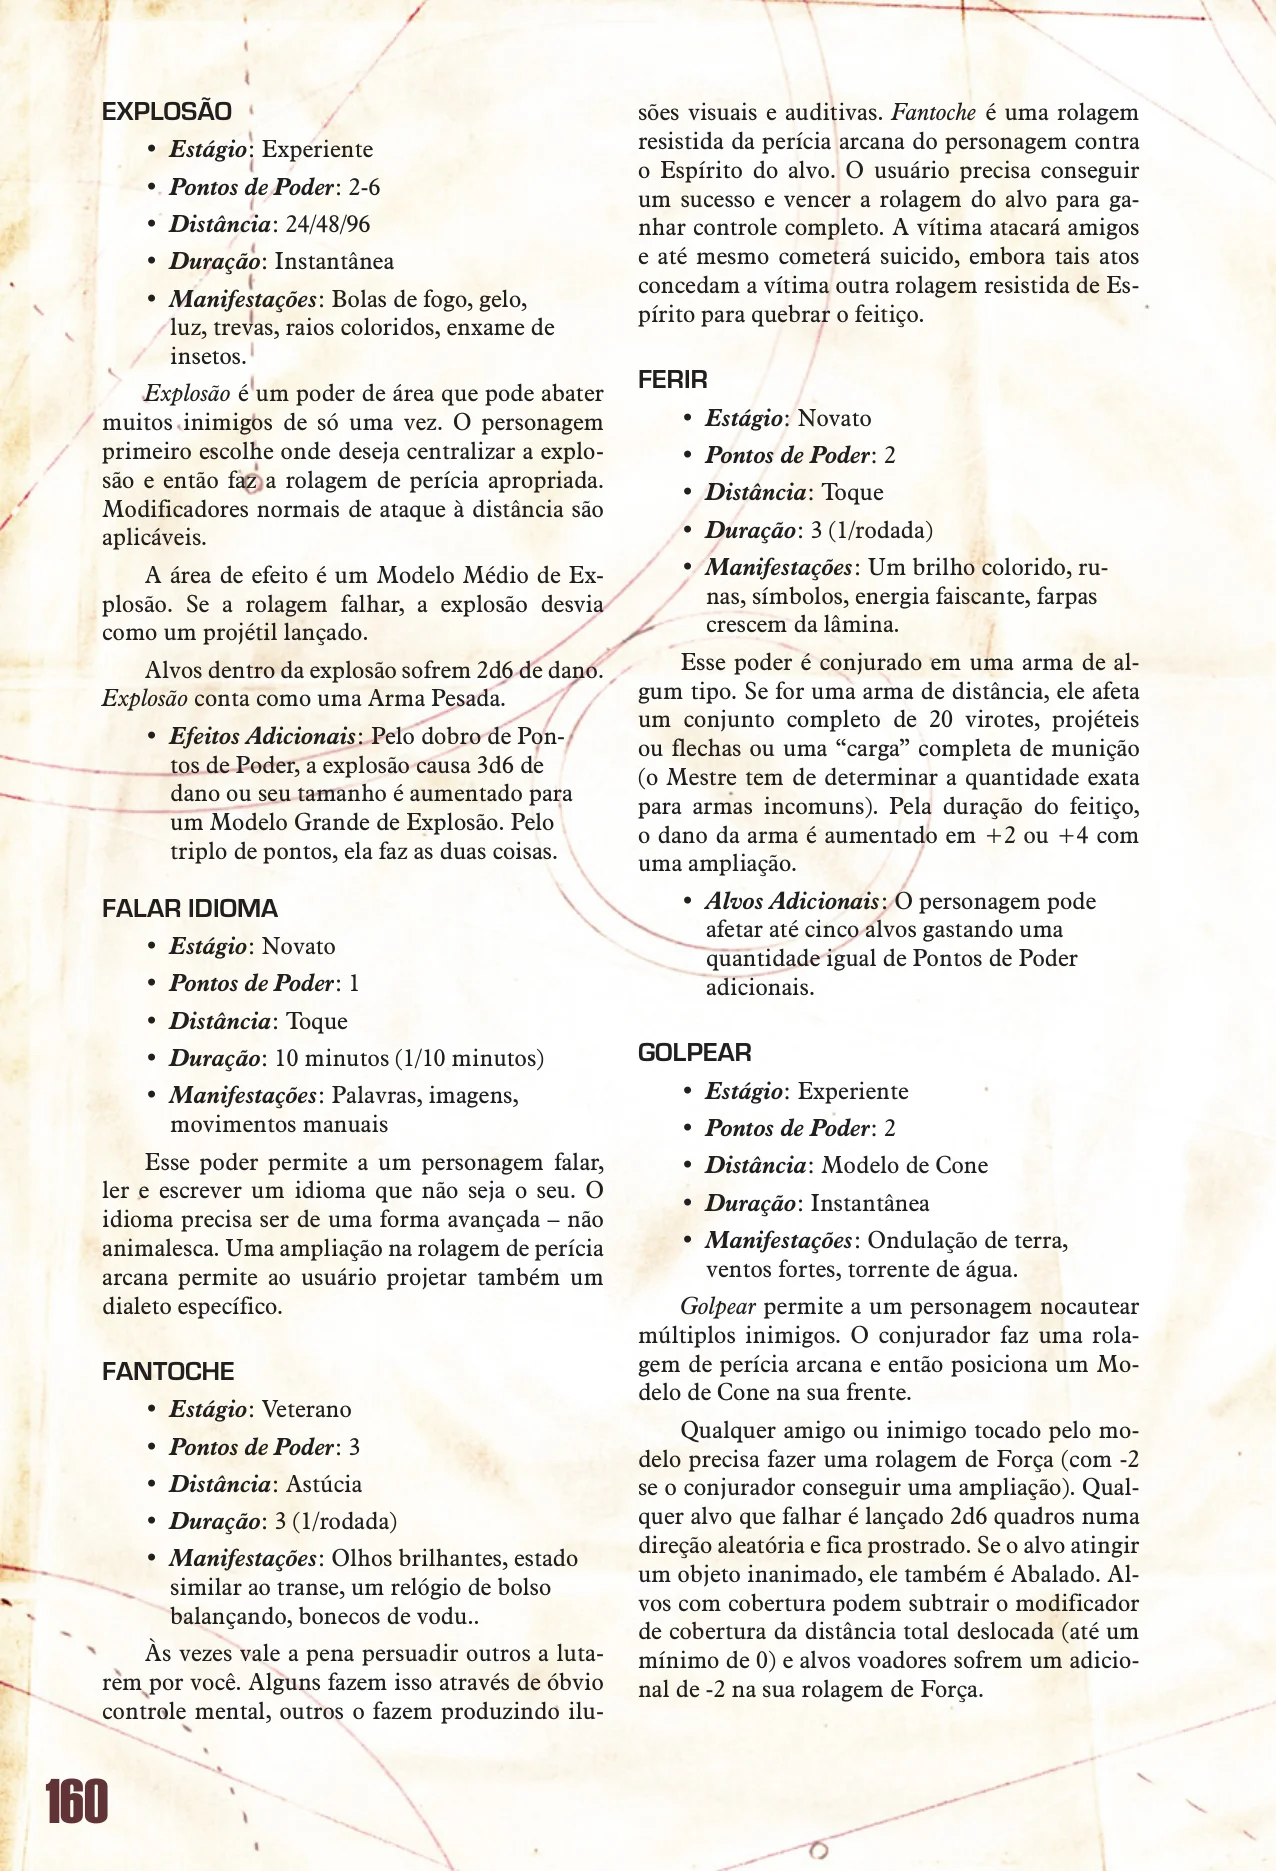 EXPLOSÃO
• Estágio: Experiente
• Pontos de Poder: 2-6
• Distância: 24/48/96
• Duração: Instantânea
• Manifestações: Bolas de fogo, gelo,
luz, trevas, raios coloridos, enxame de
insetos.
Explosão é um poder de área que pode abater
muitos inimigos de só uma vez. O personagem
primeiro escolhe onde deseja centralizar a explo-
são e então faz a rolagem de perícia apropriada.
Modificadores normais de ataque à distância são
aplicáveis.
A área de efeito é um Modelo Médio de Ex-
plosão. Se a rolagem falhar, a explosão desvia
como um projétil lançado.
Alvos dentro da explosão sofrem 2d6 de dano.
Explosão conta como uma Arma Pesada.
• Efeitos Adicionais: Pelo dobro de Pon-
tos de Poder, a explosão causa 3d6 de
dano ou seu tamanho é aumentado para
um Modelo Grande de Explosão. Pelo
triplo de pontos, ela faz as duas coisas.
FALAR IDIOMA
• Estágio: Novato
• Pontos de Poder: 1
• Distância: Toque
• Duração: 10 minutos (1/10 minutos)
• Manifestações: Palavras, imagens,
movimentos manuais
Esse poder permite a um personagem falar,
ler e escrever um idioma que não seja o seu. O
idioma precisa ser de uma forma avançada – não
animalesca. Uma ampliação na rolagem de perícia
arcana permite ao usuário projetar também um
dialeto específico.
FANTOCHE
• Estágio: Veterano
• Pontos de Poder: 3
• Distância: Astúcia
• Duração: 3 (1/rodada)
• Manifestações: Olhos brilhantes, estado
similar ao transe, um relógio de bolso
balançando, bonecos de vodu..
Às vezes vale a pena persuadir outros a luta-
rem por você. Alguns fazem isso através de óbvio
controle mental, outros o fazem produzindo ilu-
sões visuais e auditivas. Fantoche é uma rolagem
resistida da perícia arcana do personagem contra
o Espírito do alvo. O usuário precisa conseguir
um sucesso e vencer a rolagem do alvo para ga-
nhar controle completo. A vítima atacará amigos
e até mesmo cometerá suicido, embora tais atos
concedam a vítima outra rolagem resistida de Es-
pírito para quebrar o feitiço.
FERIR
• Estágio: Novato
• Pontos de Poder: 2
• Distância: Toque
• Duração: 3 (1/rodada)
• Manifestações: Um brilho colorido, ru-
nas, símbolos, energia faiscante, farpas
crescem da lâmina.
Esse poder é conjurado em uma arma de al-
gum tipo. Se for uma arma de distância, ele afeta
um conjunto completo de 20 virotes, projéteis
ou flechas ou uma “carga” completa de munição
(o Mestre tem de determinar a quantidade exata
para armas incomuns). Pela duração do feitiço,
o dano da arma é aumentado em +2 ou +4 com
uma ampliação.
• Alvos Adicionais: O personagem pode
afetar até cinco alvos gastando uma
quantidade igual de Pontos de Poder
adicionais.
GOLPEAR
• Estágio: Experiente
• Pontos de Poder: 2
• Distância: Modelo de Cone
• Duração: Instantânea
• Manifestações: Ondulação de terra,
ventos fortes, torrente de água.
Golpear permite a um personagem nocautear
múltiplos inimigos. O conjurador faz uma rola-
gem de perícia arcana e então posiciona um Mo-
delo de Cone na sua frente.
Qualquer amigo ou inimigo tocado pelo mo-
delo precisa fazer uma rolagem de Força (com -2
se o conjurador conseguir uma ampliação). Qual-
quer alvo que falhar é lançado 2d6 quadros numa
direção aleatória e fica prostrado. Se o alvo atingir
um objeto inanimado, ele também é Abalado. Al-
vos com cobertura podem subtrair o modificador
de cobertura da distância total deslocada (até um
mínimo de 0) e alvos voadores sofrem um adicio-
nal de -2 na sua rolagem de Força.
160